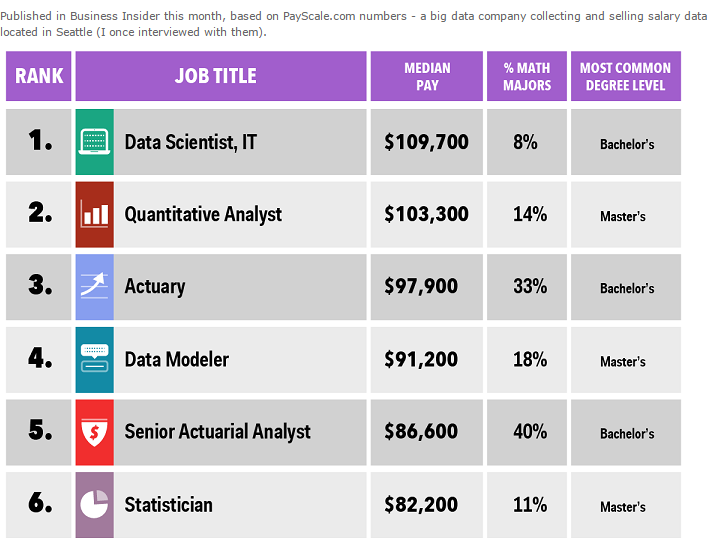 Published in Business Insider this month, based on PayScale.com numbers - a big data company collecting and selling salary data
located in Seattle (I once interviewed with them).
RANK JOB TITLE MEDIAN PAY % MATH MAJORS MOST COMMON DEGREE LEVEL
1. Data Scientist, IT $109,700 8% Bachelor's
2. Quantitative Analyst $103,300 14% Master's
3. Actuary $97,900 33% Bachelor's
4. Data Modeler $91,200 18% Master's
5. $ Senior Actuarial Analyst $86,600 40% Bachelor's
6. Statistician $82,200 11% Master's